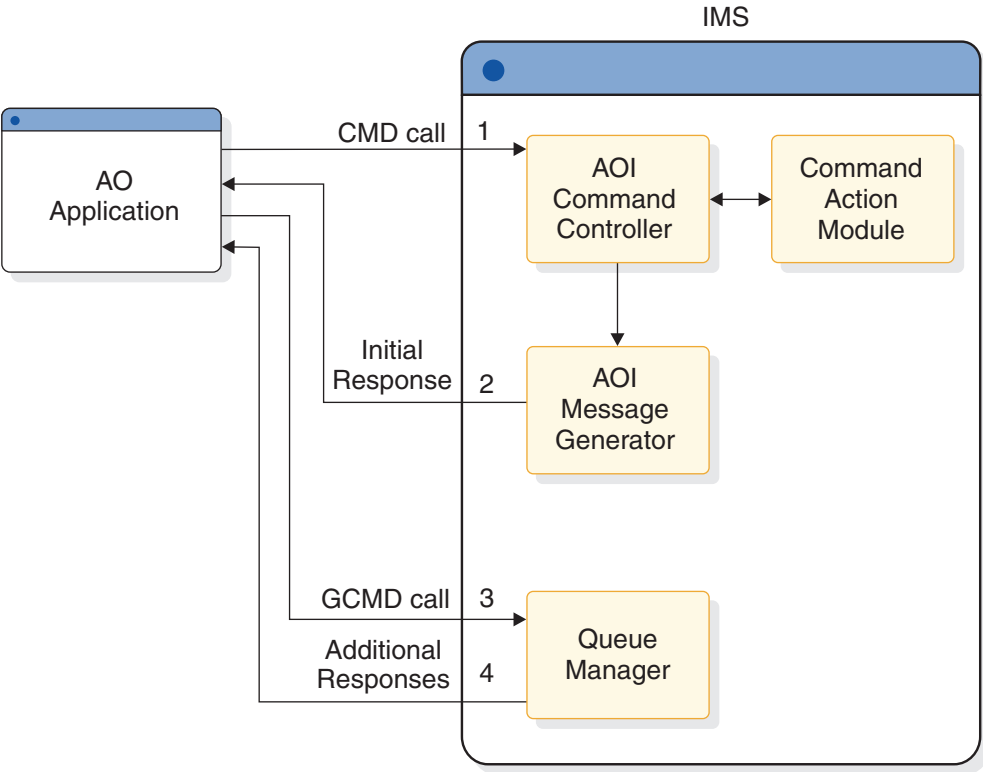 IMS
AO
Application
CMD call
1
AOI
Command
Controller
Command
Action
Module
Initial
Response
2
AOI
Message
Generator
GCMD call
3
Additional
Responses
4
Queue
Manager